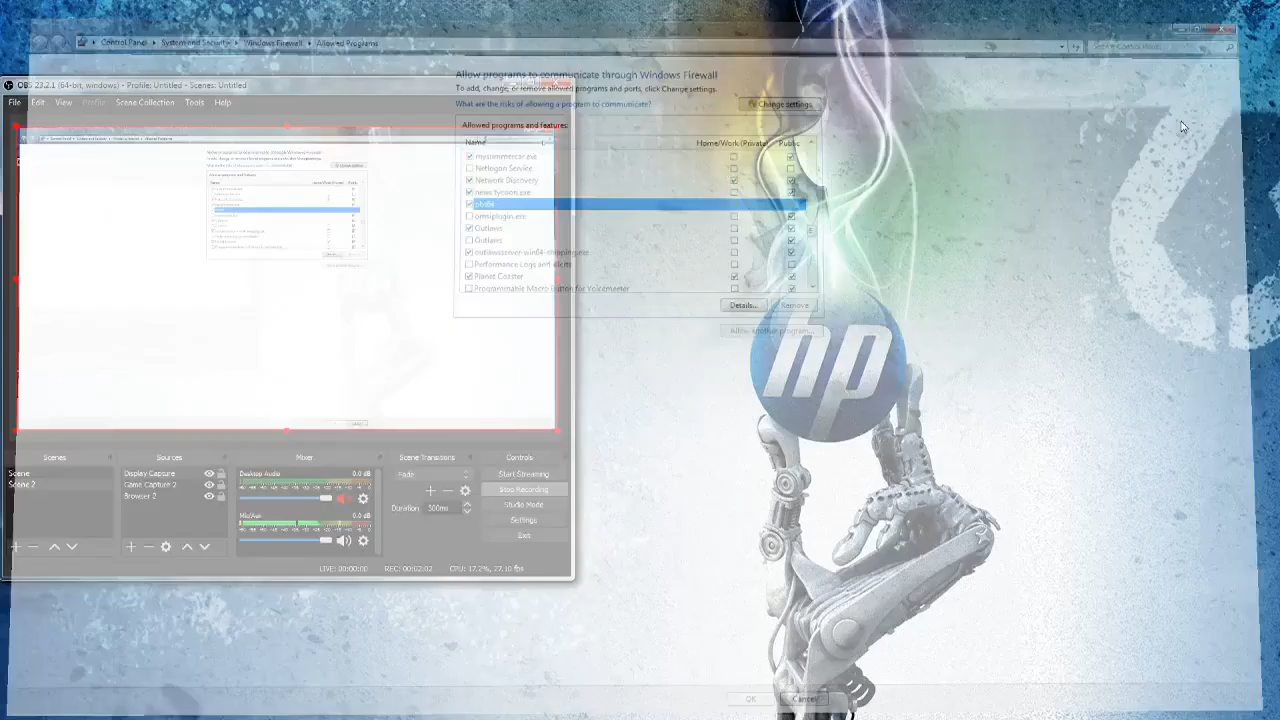 Control Panel ▸ System and Security ▸ Windows Firewall ▸ Allowed Programs
Allow programs to communicate through Windows Firewall
To add, change, or remove allowed programs and ports, click Change settings.
What are the risks of allowing a program to communicate?
Change settings
Allowed programs and features:
Name Home/Work (Private) Public
mysummercar.exe
Netlogon Service
Network Discovery
news tycoon.exe
obs64
ormsplugin.exe
Outlaws
Outlaws
outlawsserver-win64-shipping.exe
Performance Logs and Alerts
Planet Coaster
Programmable Macro Button for Voicemeeter
Details... Remove
Allow another program...
OK Cancel
OBS 23.2.1 (64-bit, windows) - Profile: Untitled - Scenes: Untitled
File Edit View Profile Scene Collection Tools Help
Scenes Sources Mixer Scene Transitions Controls
Scene
Scene 2
Display Capture
Game Capture 2
Browser 2
Desktop Audio 0.0 dB
Mic/Aux 0.0 dB
Fade
Duration 300ms
Start Streaming
Stop Recording
Studio Mode
Settings
Exit
LIVE: 00:00:00 REC: 00:02:02 CPU: 17.2%, 27.10 fps
hp